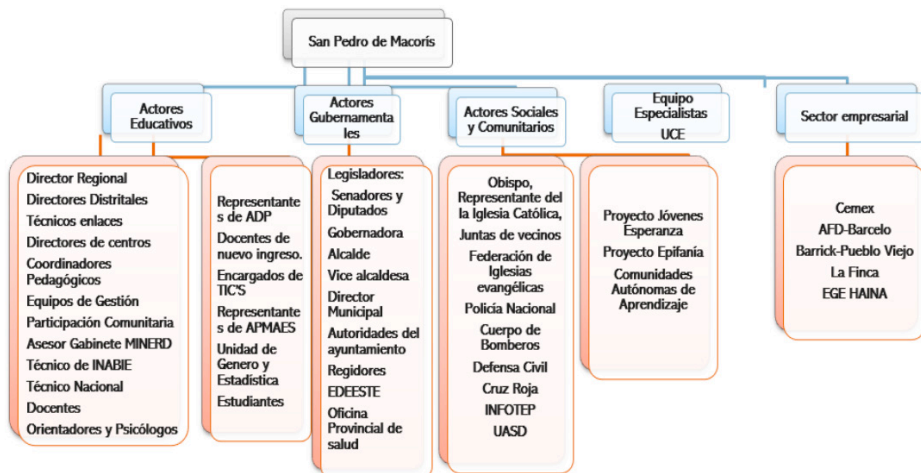 San Pedro de Macorís
Actores
Educativos
Actores
Gubernamenta
les
Actores Sociales
y Comunitarios
Equipo
Especialistas
UCE
Sector empresarial
Director Regional
Directores Distritales
Técnicos enlaces
Directores de centros
Coordinadores
Pedagógicos
Equipos de Gestión
Participación Comunitaria
Asesor Gabinete MINERD
Técnico de INABIE
Técnico Nacional
Docentes
Orientadores y Psicólogos
Representante
s de ADP
Docentes de
nuevo ingreso.
Encargados de
TIC'S
Representante
s de APMAES
Unidad de
Genero y
Estadística
Estudiantes
Legisladores:
Senadores y
Diputados
Gobernadora
Alcalde
Vice alcaldesa
Director
Municipal
Autoridades del
ayuntamiento
Regidores
EDEESTE
Oficina
Provincial de
salud
Obispo,
Representante del
la Iglesia Católica,
Juntas de vecinos
Federación de
Iglesias
evangélicas
Policía Nacional
Cuerpo de
Bomberos
Defensa Civil
Cruz Roja
INFOTEP
UASD
Proyecto Jóvenes
Esperanza
Proyecto Epifanía
Comunidades
Autónomas de
Aprendizaje
Cemex
AFD-Barcelo
Barrick-Pueblo Viejo
La Finca
EGE HAINA